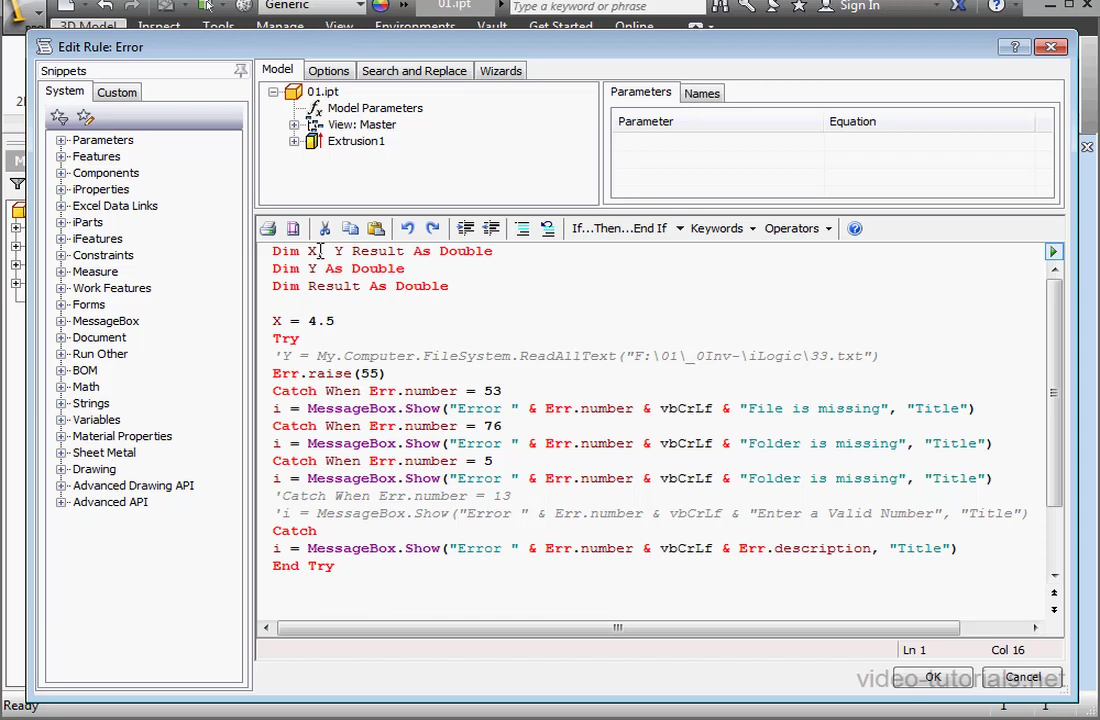 PRO
Generic
01.ipt
Type a keyword or phrase
Sign In
3D Model Inspect Tools Manage View Environments Vault Get Started Online
Edit Rule: Error
Snippets
System Custom
Parameters
Features
Components
iProperties
Excel Data Links
iParts
iFeatures
Constraints
Measure
Work Features
Forms
MessageBox
Document
Run Other
BOM
Math
Strings
Variables
Material Properties
Sheet Metal
Drawing
Advanced Drawing API
Advanced API
Model Options Search and Replace Wizards
01.ipt
Model Parameters
View: Master
Extrusion1
Parameters Names
Parameter Equation
If...Then...End If Keywords Operators
Dim X Y Result As Double
Dim Y As Double
Dim Result As Double
X = 4.5
Try
'Y = My.Computer.FileSystem.ReadAllText("F:\01\_0Inv-\iLogic\33.txt")
Err.raise(55)
Catch When Err.number = 53
i = MessageBox.Show("Error " & Err.number & vbCrLf & "File is missing", "Title")
Catch When Err.number = 76
i = MessageBox.Show("Error " & Err.number & vbCrLf & "Folder is missing", "Title")
Catch When Err.number = 5
i = MessageBox.Show("Error " & Err.number & vbCrLf & "Folder is missing", "Title")
'Catch When Err.number = 13
'i = MessageBox.Show("Error " & Err.number & vbCrLf & "Enter a Valid Number", "Title")
Catch
i = MessageBox.Show("Error " & Err.number & vbCrLf & Err.description, "Title")
End Try
Ln 1 Col 16
OK Cancel
video-tutorials.net
Ready 1 1